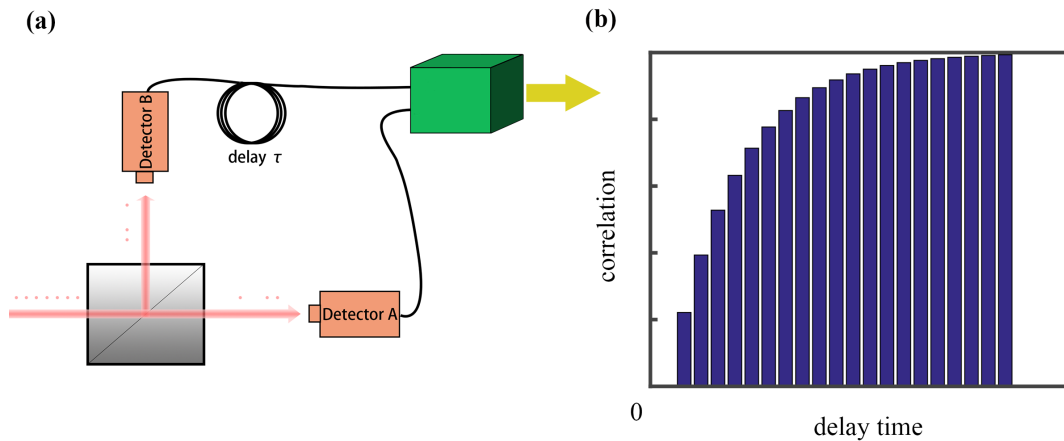 (a)
Detector B
delay τ
Detector A
(b)
correlation
0
delay time